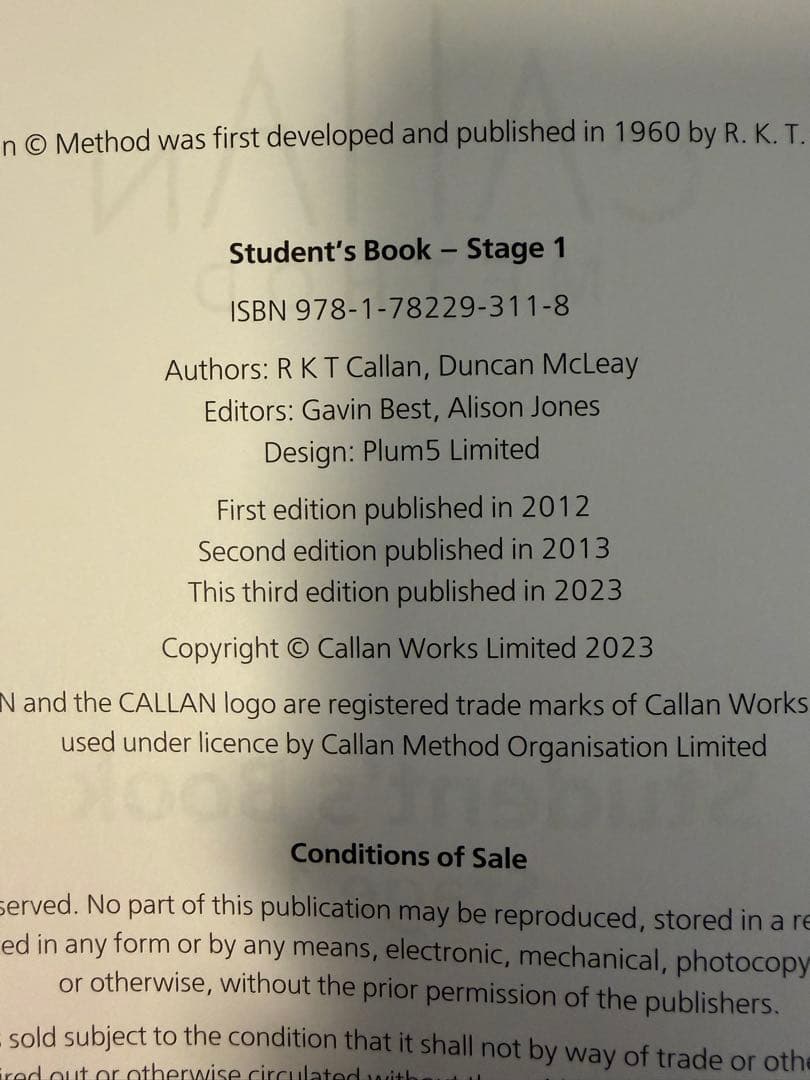 n © Method was first developed and published in 1960 by R. K. T.
Student's Book – Stage 1
ISBN 978-1-78229-311-8
Authors: R K T Callan, Duncan McLeay
Editors: Gavin Best, Alison Jones
Design: Plum5 Limited
First edition published in 2012
Second edition published in 2013
This third edition published in 2023
Copyright © Callan Works Limited 2023
N and the CALLAN logo are registered trade marks of Callan Works
used under licence by Callan Method Organisation Limited
Conditions of Sale
served. No part of this publication may be reproduced, stored in a re
ed in any form or by any means, electronic, mechanical, photocopy
or otherwise, without the prior permission of the publishers.
sold subject to the condition that it shall not by way of trade or othe
ired out or otherwise circulated